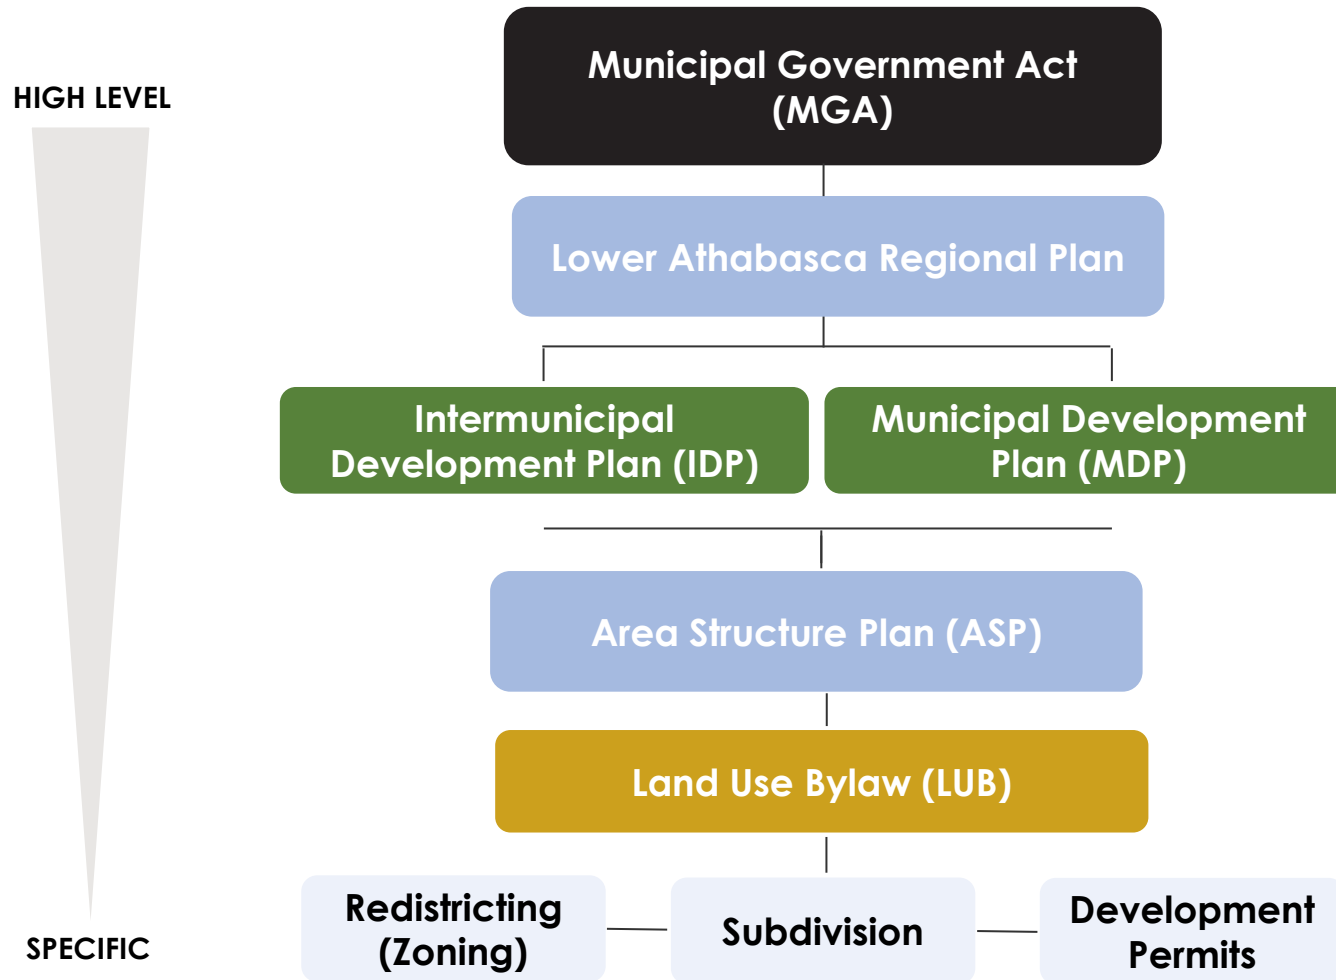 Municipal Government Act
(MGA)
HIGH LEVEL
Lower Athabasca Regional Plan
Intermunicipal
Development Plan (IDP)
Municipal Development
Plan (MDP)
Area Structure Plan (ASP)
Land Use Bylaw (LUB)
Redistricting
(Zoning)
Subdivision
Development
Permits
SPECIFIC